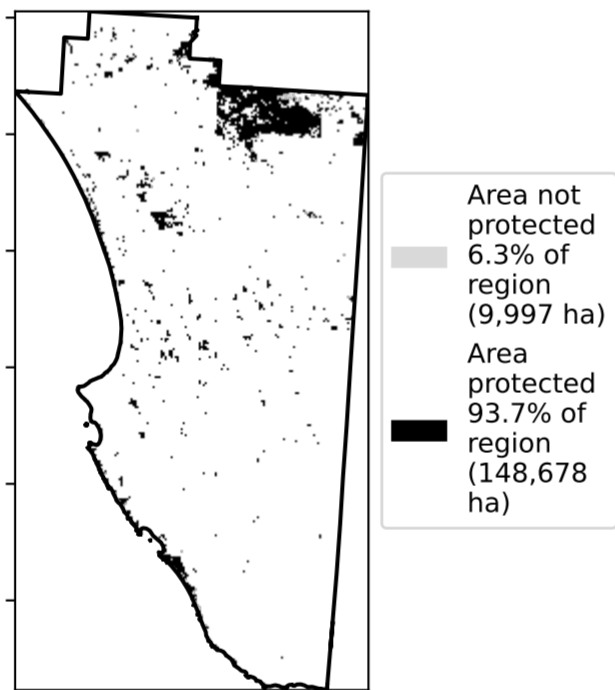 Area not
protected
6.3% of
region
(9,997 ha)
Area
protected
93.7% of
region
(148,678
ha)